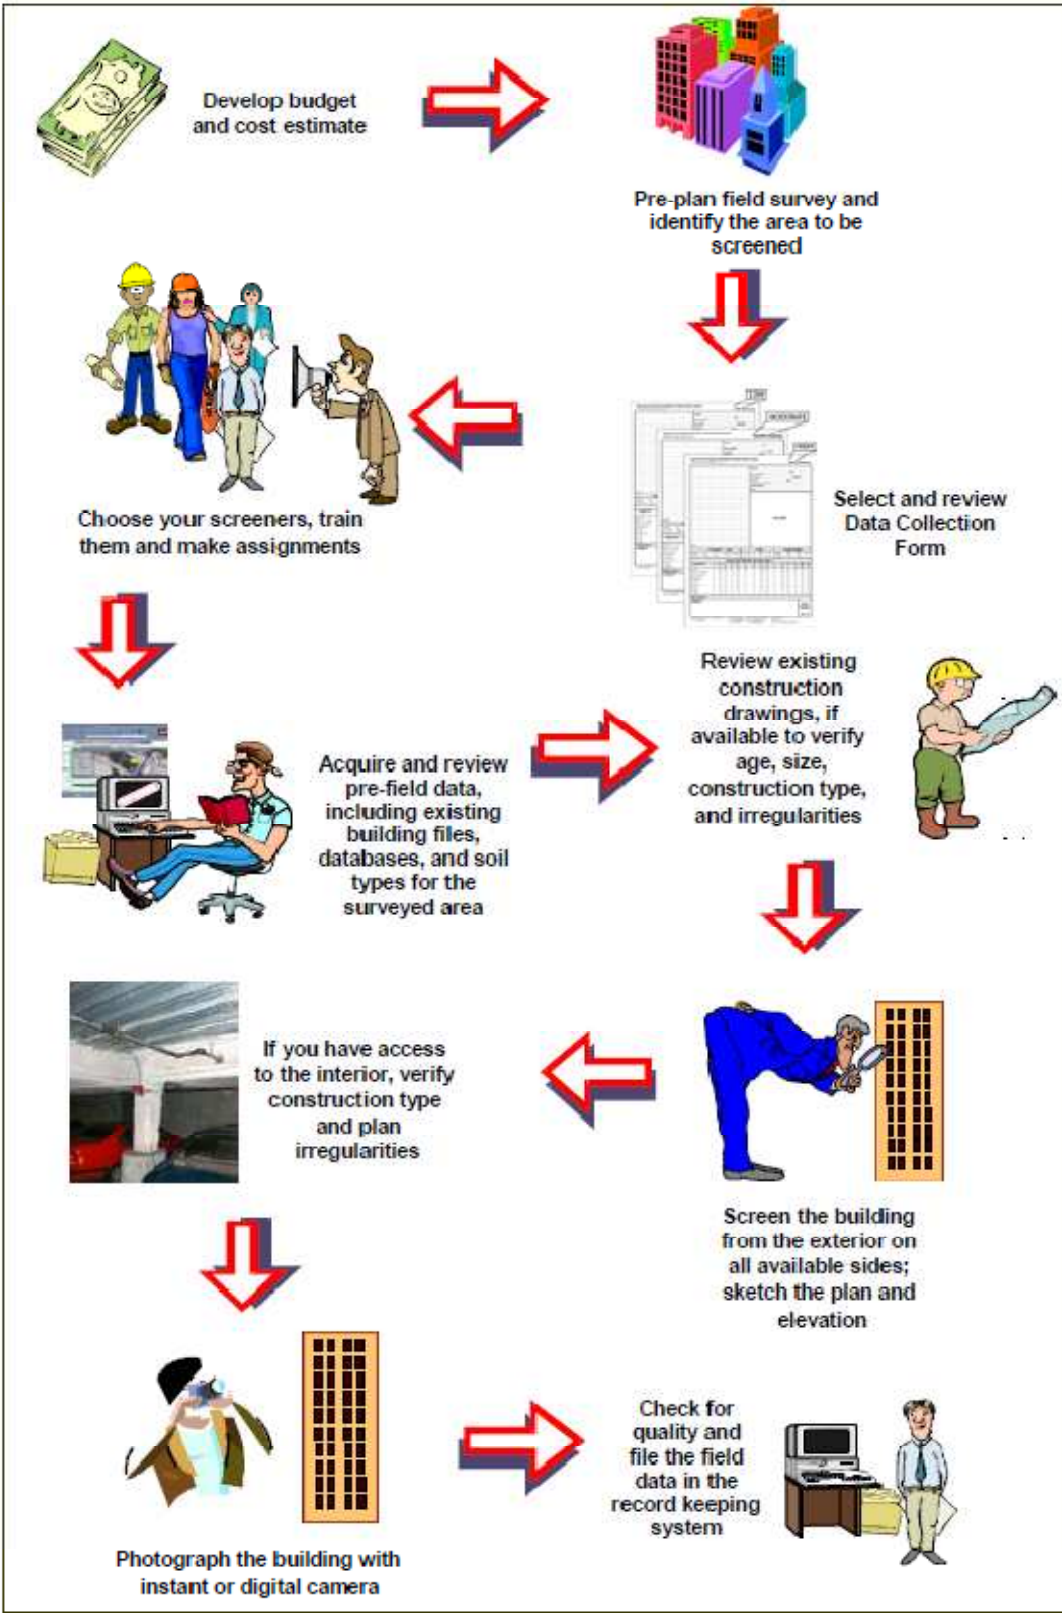 Develop budget
and cost estimate
Pre-plan field survey and
identify the area to be
screened
Select and review
Data Collection
Form
Choose your screeners, train
them and make assignments
Acquire and review
pre-field data,
including existing
building files,
databases, and soil
types for the
surveyed area
Review existing
construction
drawings, if
available to verify
age, size,
construction type,
and irregularities
Screen the building
from the exterior on
all available sides;
sketch the plan and
elevation
If you have access
to the interior, verify
construction type
and plan
irregularities
Photograph the building with
instant or digital camera
Check for
quality and
file the field
data in the
record keeping
system